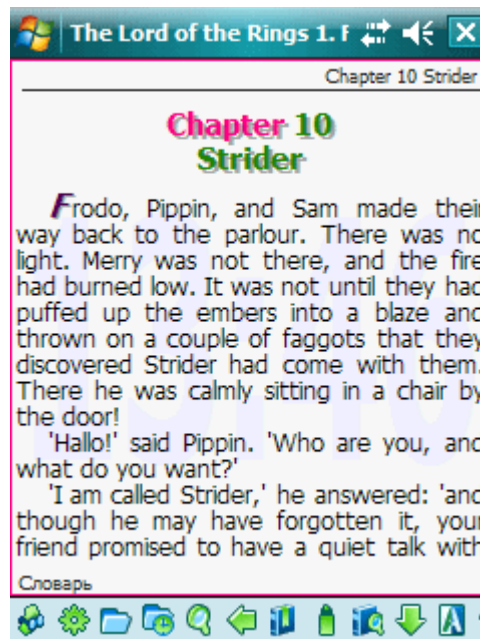 The Lord of the Rings 1. F
Chapter 10 Strider
Chapter 10
Strider
Frodo, Pippin, and Sam made their
way back to the parlour. There was no
light. Merry was not there, and the fire
had burned low. It was not until they had
puffed up the embers into a blaze and
thrown on a couple of faggots that they
discovered Strider had come with them.
There he was calmly sitting in a chair by
the door!
'Hallo!' said Pippin. 'Who are you, and
what do you want?'
'I am called Strider,' he answered: 'and
though he may have forgotten it, your
friend promised to have a quiet talk with
Словарь